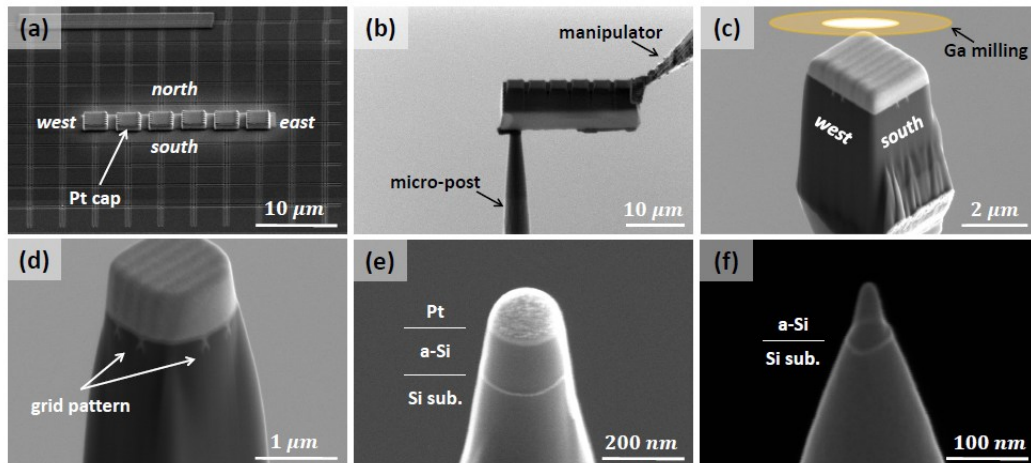 (a)
north
west
east
south
Pt cap
10 μm
(b)
manipulator
micro-post
10 μm
(c)
Ga milling
west
south
2 μm
(d)
grid pattern
1 μm
(e)
Pt
a-Si
Si sub.
200 nm
(f)
a-Si
Si sub.
100 nm